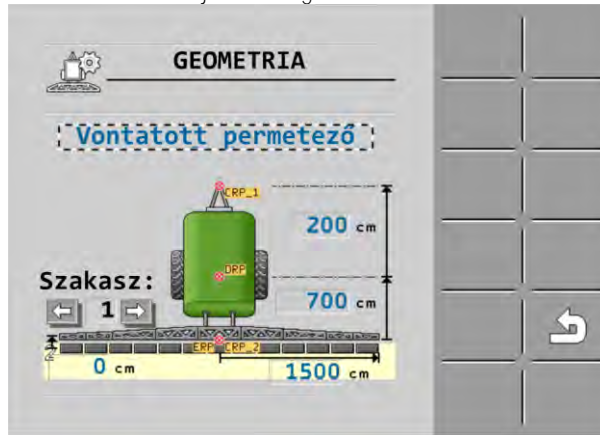 GEOMETRIA
Vontatott permetező
CRP_1
200 cm
DRP
Szakasz:
700 cm
1
ERP CRP_2
0 cm
1500 cm